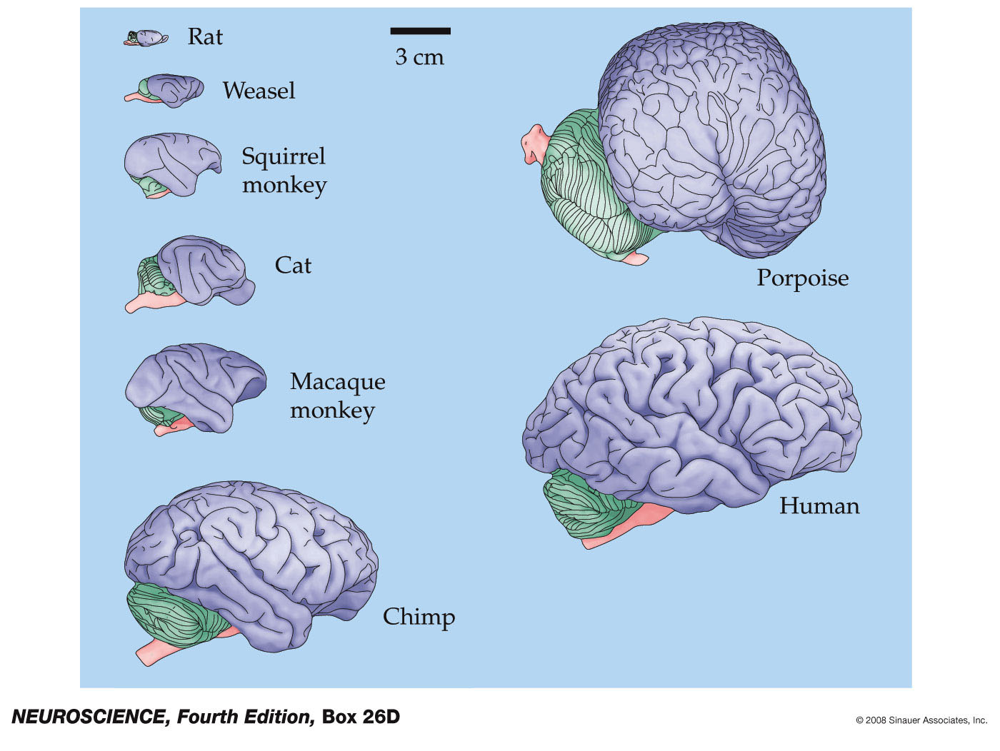 Rat
3 cm
Weasel
Squirrel
monkey
Cat
Porpoise
Macaque
monkey
Human
Chimp
NEUROSCIENCE, Fourth Edition, Box 26D
© 2008 Sinauer Associates, Inc.